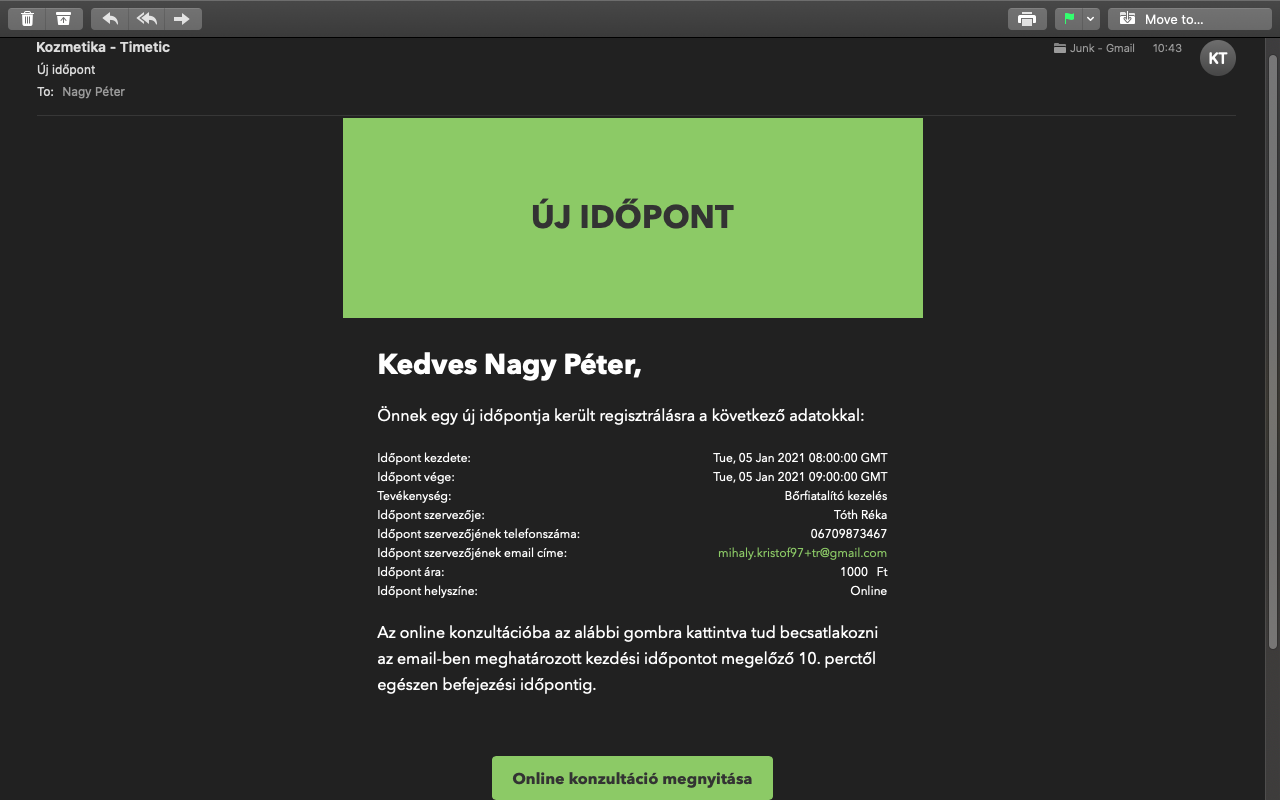 Move to...
Kozmetika - Timetic
Junk - Gmail 10:43
KT
Új időpont
To: Nagy Péter
ÚJ IDŐPONT
Kedves Nagy Péter,
Önnek egy új időpontja került regisztrálásra a következő adatokkal:
Időpont kezdete: Tue, 05 Jan 2021 08:00:00 GMT
Időpont vége: Tue, 05 Jan 2021 09:00:00 GMT
Tevékenység: Bőrfiatalító kezelés
Időpont szervezője: Tóth Réka
Időpont szervezőjének telefonszáma: 06709873467
Időpont szervezőjének email címe: mihaly.kristof97+tr@gmail.com
Időpont ára: 1000 Ft
Időpont helyszíne: Online
Az online konzultációba az alábbi gombra kattintva tud becsatlakozni
az email-ben meghatározott kezdési időpontot megelőző 10. perctől
egészen befejezési időpontig.
Online konzultáció megnyitása